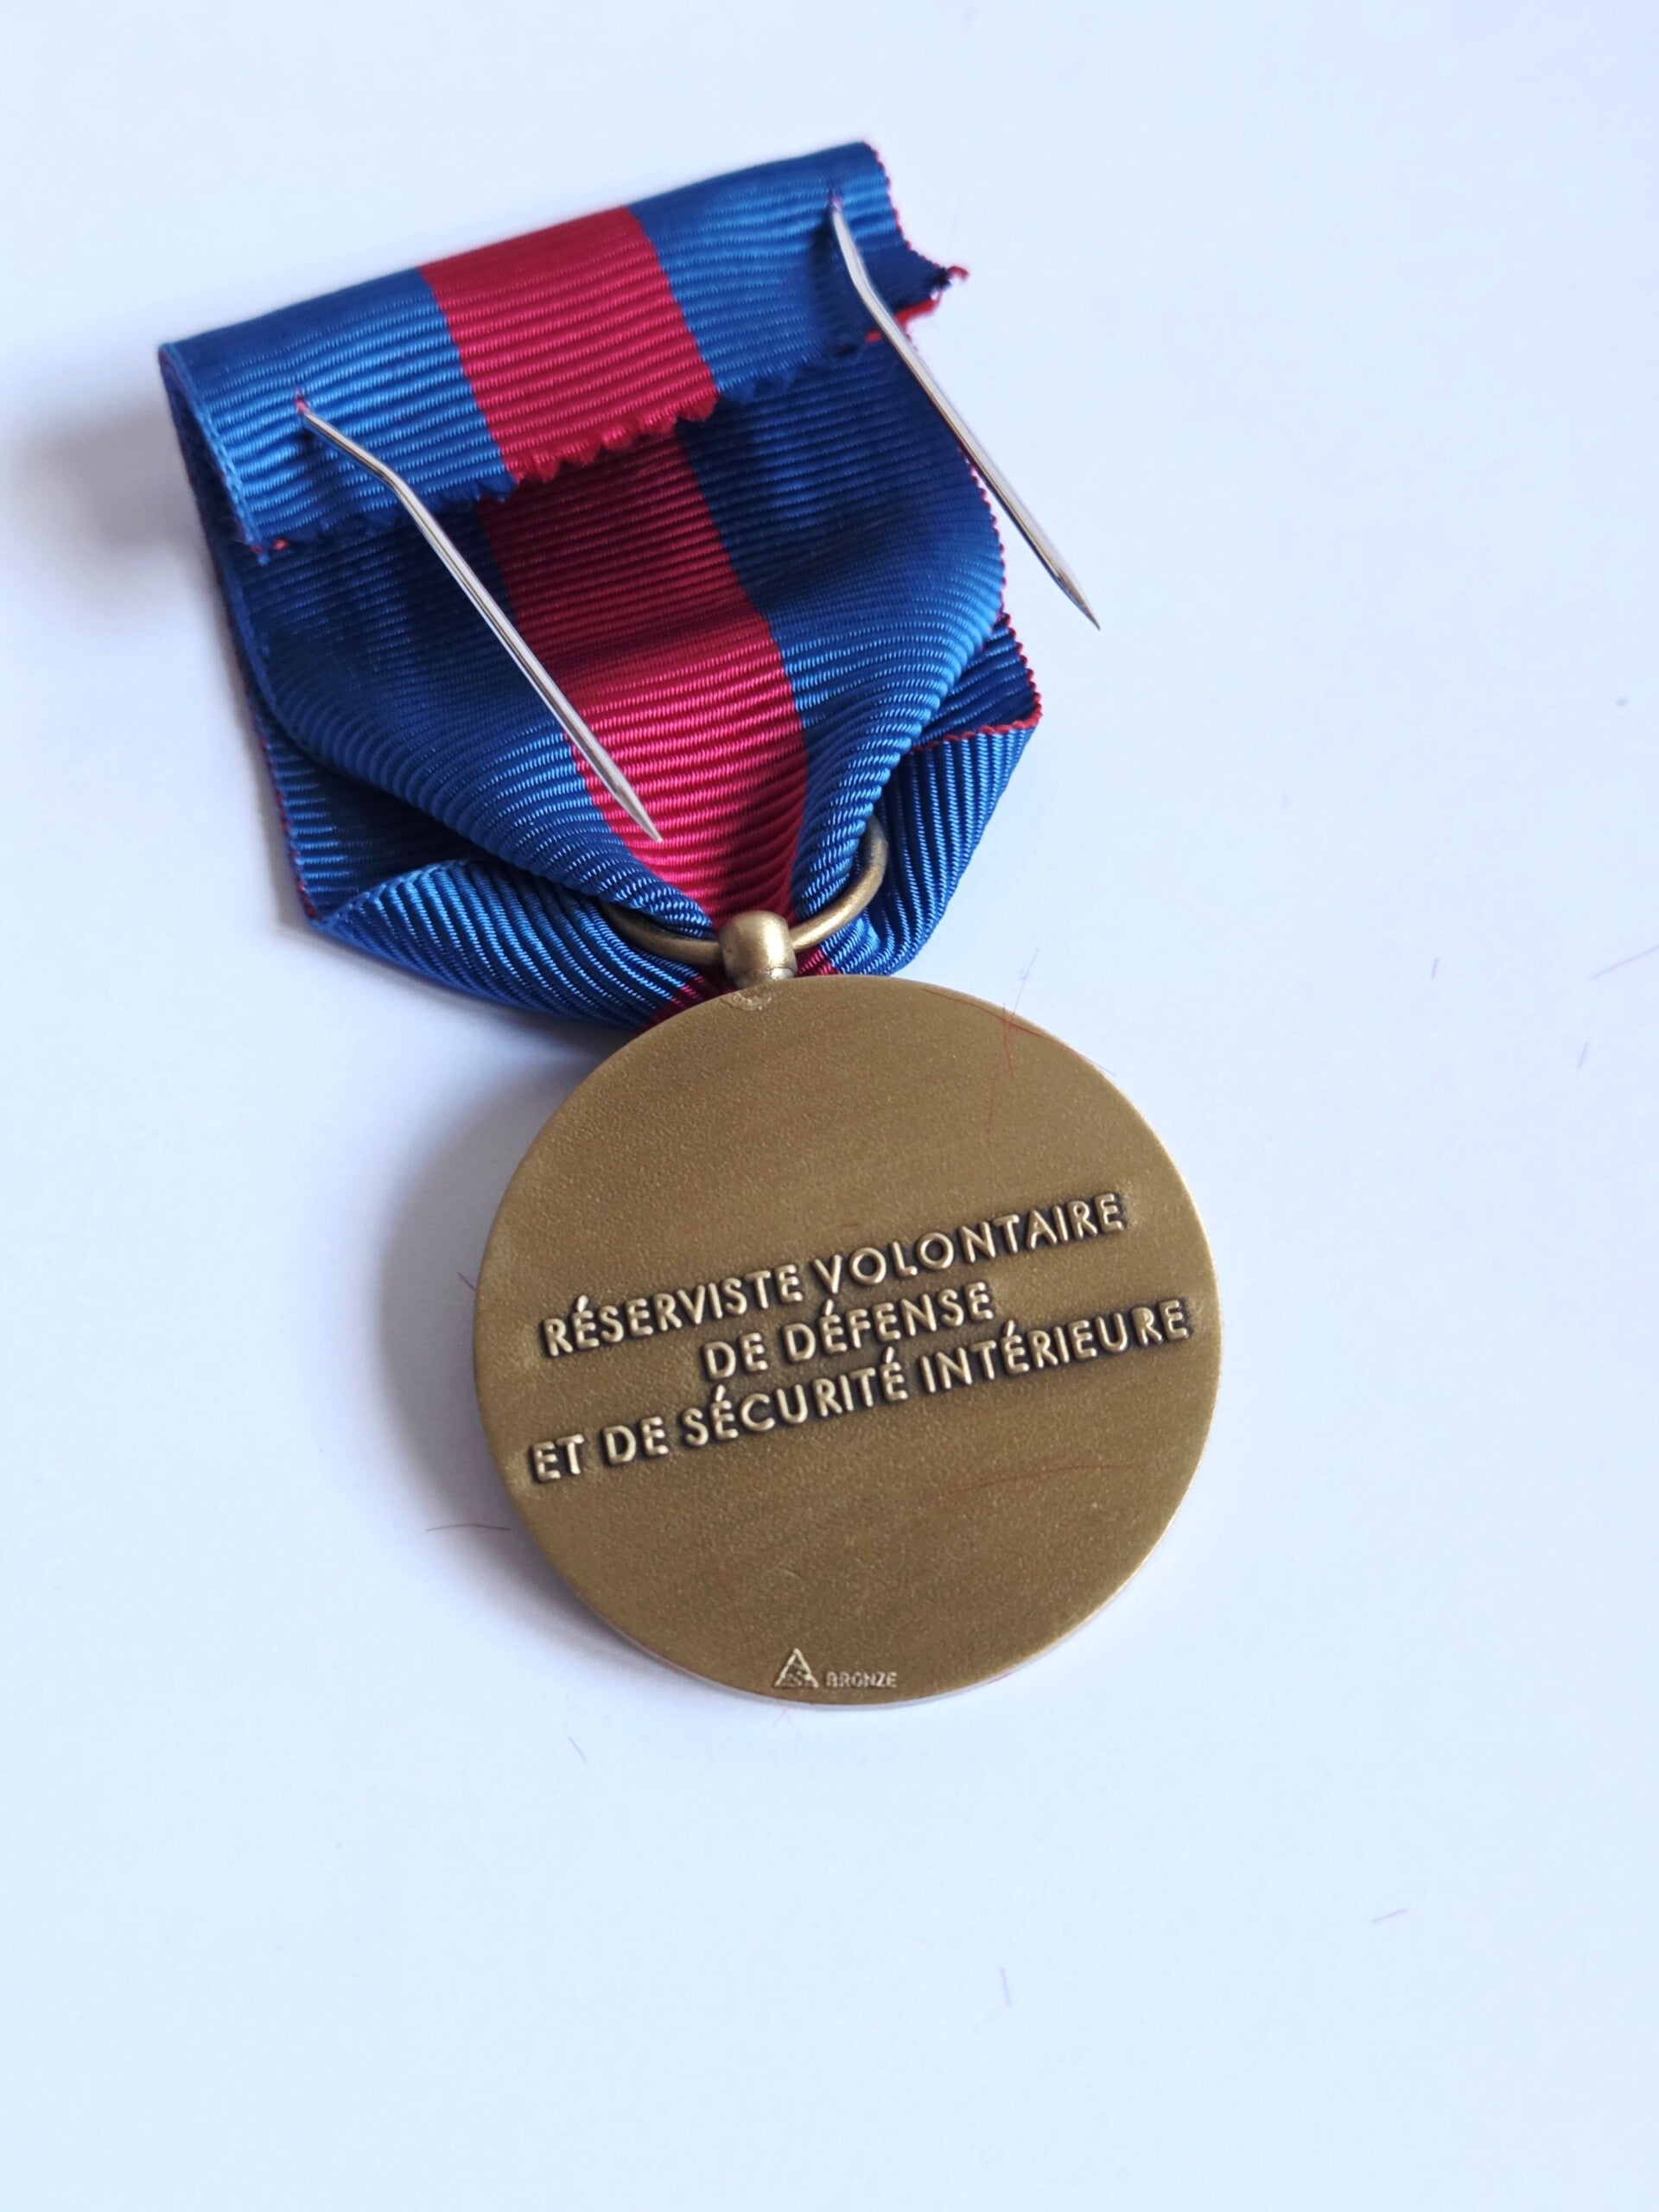 RÉSERVISTE VOLONTAIRE
DE DÉFENSE
ET DE SÉCURITÉ INTÉRIEURE
BRONZE